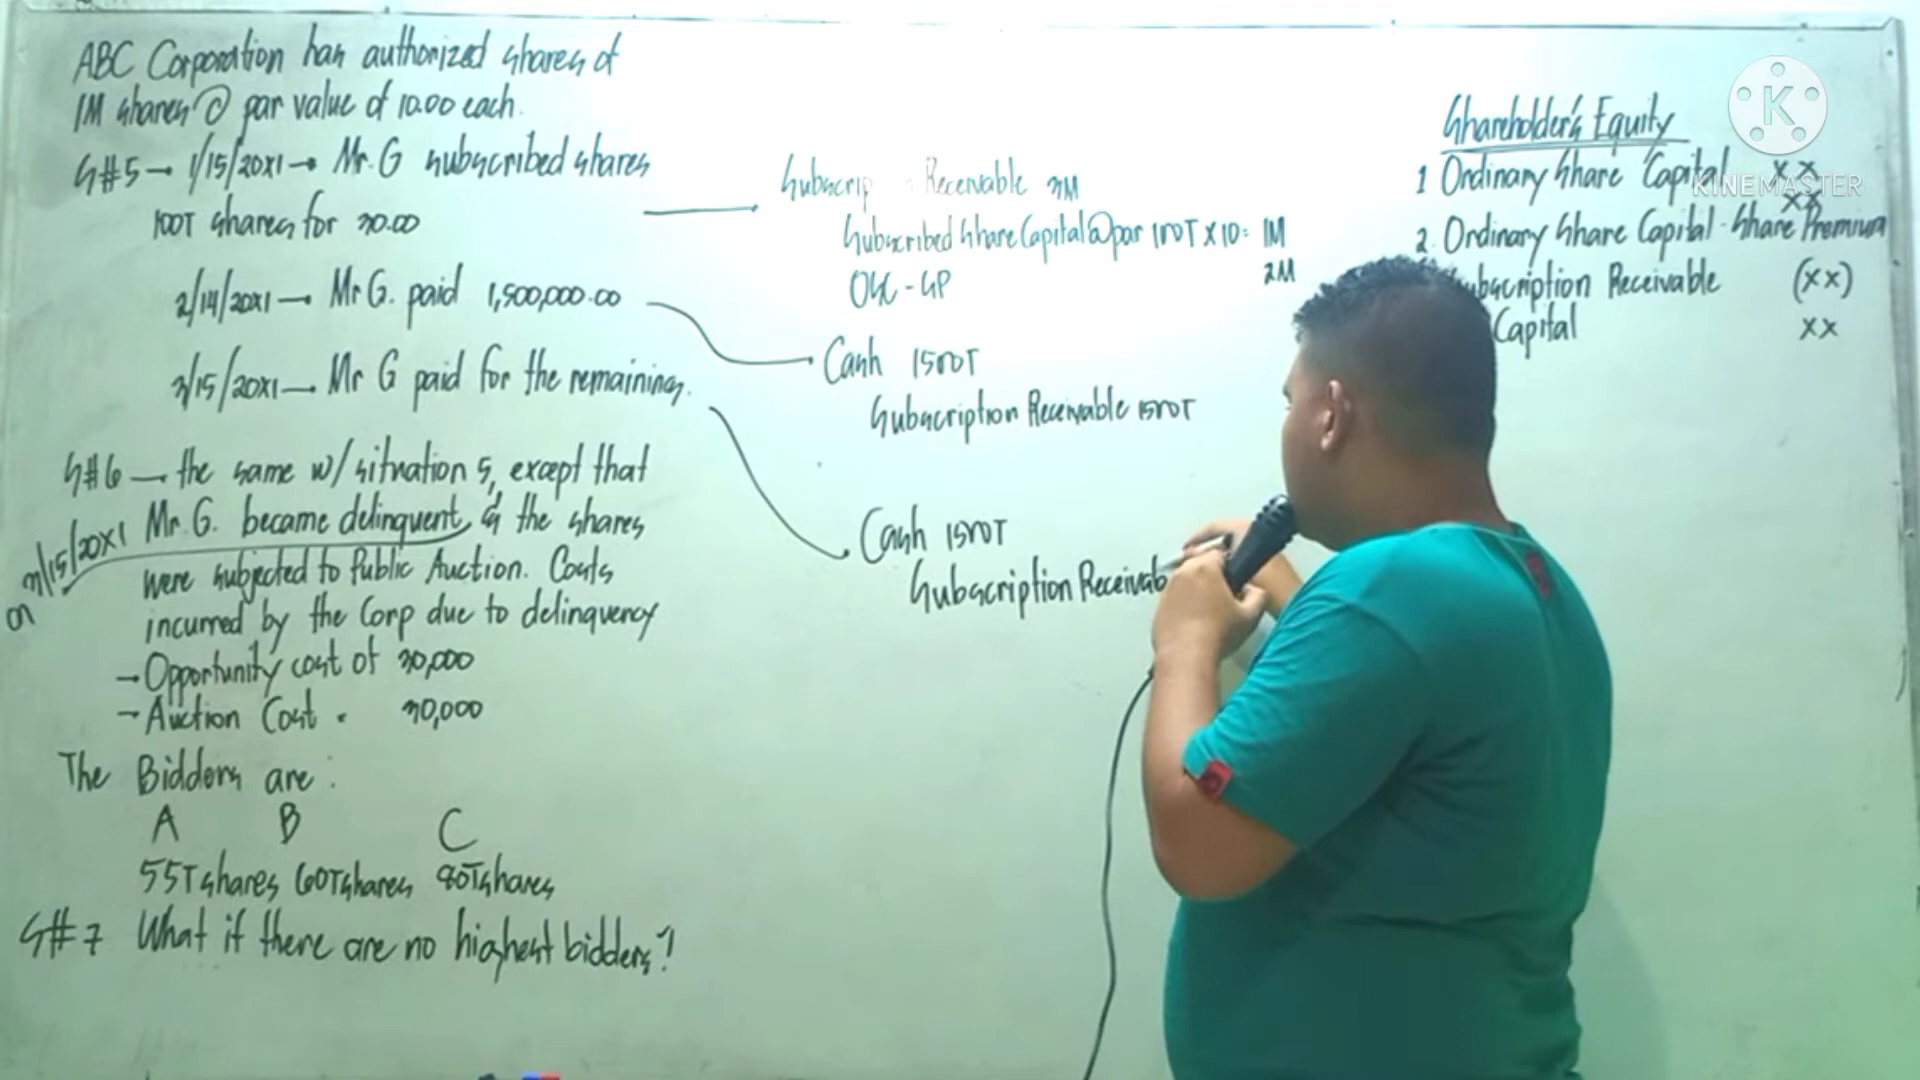 ABC Corporation has authorized shares of
1M shares @ par value of 10.00 each.
S#5 → 1/15/20x1 → Mr. G subscribed shares
100T shares for 30.00
2/14/20x1 → Mr G. paid 1,500,000.00
3/15/20x1 → Mr G paid for the remaining.
S#6 → the same w/ situation 5, except that
on 3/15/20x1 Mr. G. became delinquent, & the shares
were subjected to Public Auction. Costs
incurred by the Corp due to delinquency
→ Opportunity cost of 30,000
→ Auction Cost 30,000
The Bidders are :
A B C
55T shares 60T shares 80T shares
S#7 What if there are no highest bidders?
Receivable 3M
Subscribed Share Capital @ par 100T x 10 = 1M
OSC - SP 2M
Cash 1500T
Subscription Receivable 1500T
Cash 1500T
Subscription Receivab
Shareholder's Equity
1 Ordinary Share Capital xx
xx
2. Ordinary Share Capital - Share Premium
ubscription Receivable (xx)
Capital xx
K
KINEMASTER